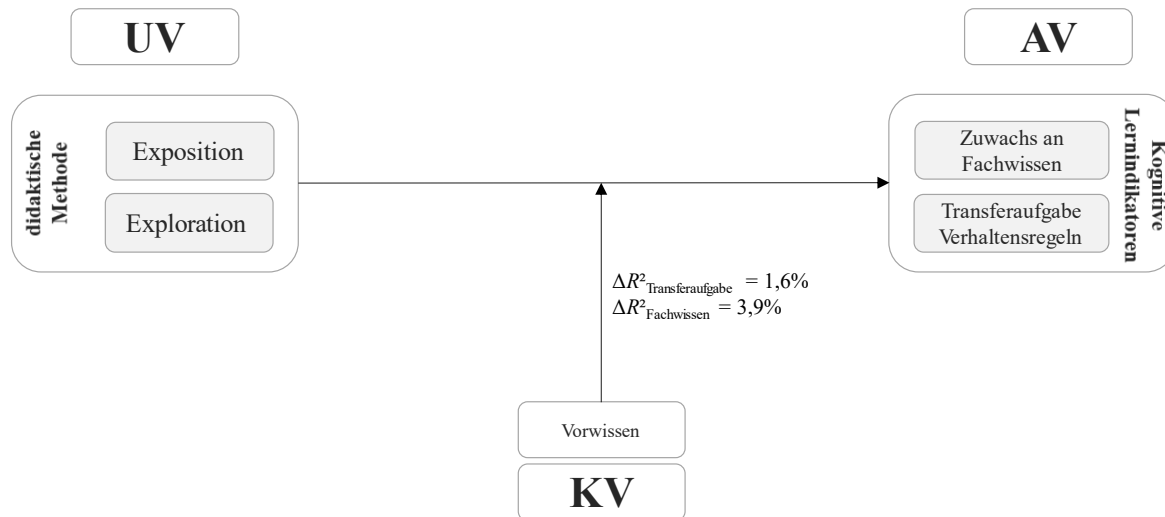 UV
AV
didaktische
Methode
Exposition
Exploration
Zuwachs an
Fachwissen
Transferaufgabe
Verhaltensregeln
Kognitive
Lernindikatoren
ΔR²Transferaufgabe = 1,6%
ΔR²Fachwissen = 3,9%
Vorwissen
KV